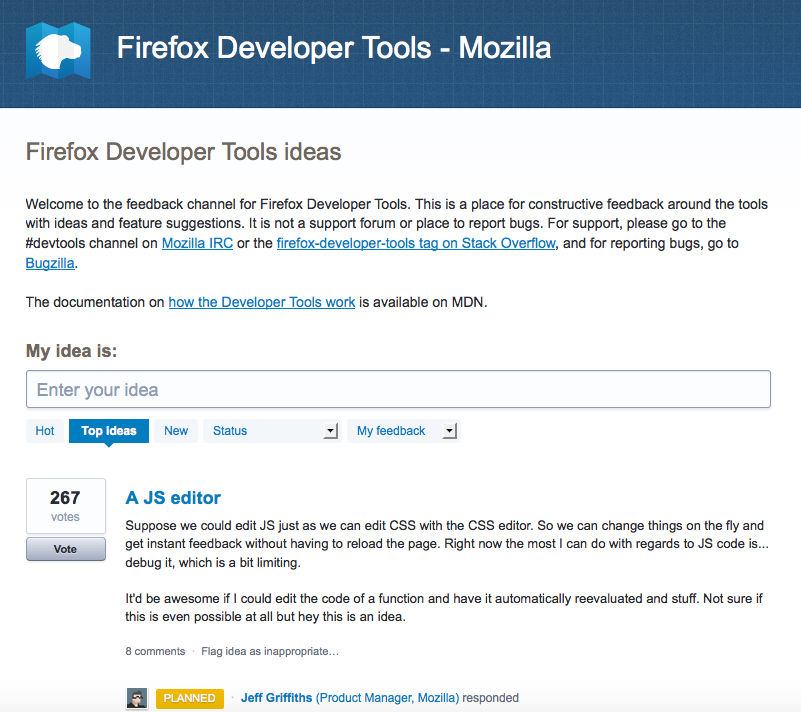 Firefox Developer Tools - Mozilla
Firefox Developer Tools ideas
Welcome to the feedback channel for Firefox Developer Tools. This is a place for constructive feedback around the tools
with ideas and feature suggestions. It is not a support forum or place to report bugs. For support, please go to the
#devtools channel on Mozilla IRC or the firefox-developer-tools tag on Stack Overflow, and for reporting bugs, go to
Bugzilla.
The documentation on how the Developer Tools work is available on MDN.
My idea is:
Enter your idea
Hot Top Ideas New Status My feedback
267
votes
Vote
A JS editor
Suppose we could edit JS just as we can edit CSS with the CSS editor. So we can change things on the fly and
get instant feedback without having to reload the page. Right now the most I can do with regards to JS code is...
debug it, which is a bit limiting.
It'd be awesome if I could edit the code of a function and have it automatically reevaluated and stuff. Not sure if
this is even possible at all but hey this is an idea.
8 comments · Flag idea as inappropriate…
PLANNED · Jeff Griffiths (Product Manager, Mozilla) responded